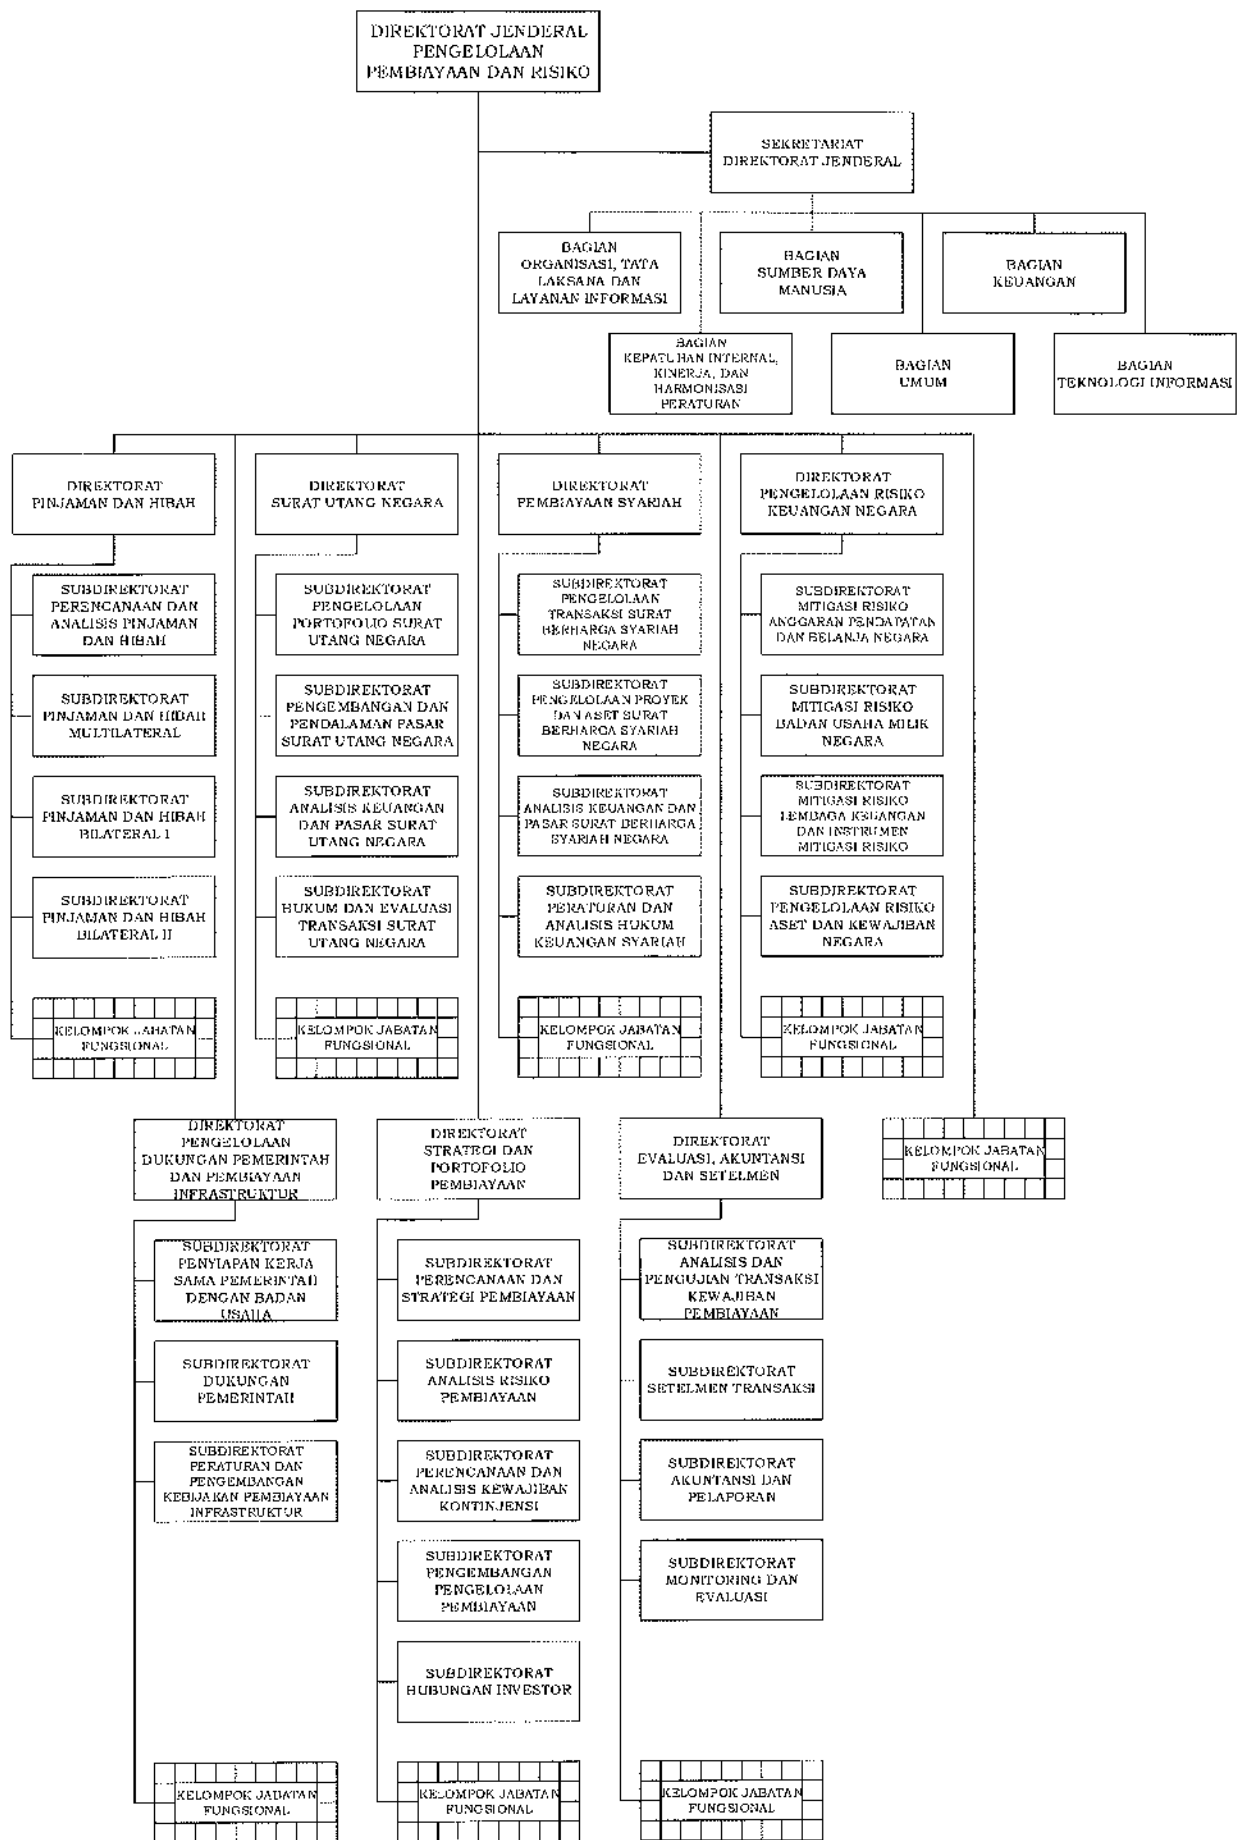 DIREKTORAT JENDERAL
PENGELOLAAN
PEMBIAYAAN DAN RISIKO
SEKRETARIAT
DIREKTORAT JENDERAL
BAGIAN
ORGANISASI, TATA
LAKSANA DAN
LAYANAN INFORMASI
BAGIAN
SUMBER DAYA
MANUSIA
BAGIAN
KEUANGAN
BAGIAN
KEPATUHAN INTERNAL,
KINERJA, DAN
HARMONISASI
PERATURAN
BAGIAN
UMUM
BAGIAN
TEKNOLOGI INFORMASI
DIREKTORAT
PINJAMAN DAN HIBAH
DIREKTORAT
SURAT UTANG NEGARA
DIREKTORAT
PEMBIAYAAN SYARIAH
DIREKTORAT
PENGELOLAAN RISIKO
KEUANGAN NEGARA
SUBDIREKTORAT
PERENCANAAN DAN
ANALISIS PINJAMAN
DAN HIBAH
SUBDIREKTORAT
PENGELOLAAN
PORTOFOLIO SURAT
UTANG NEGARA
SUBDIREKTORAT
PENGELOLAAN
TRANSAKSI SURAT
BERHARGA SYARIAH
NEGARA
SUBDIREKTORAT
MITIGASI RISIKO
ANGGARAN PENDAPATAN
DAN BELANJA NEGARA
SUBDIREKTORAT
PINJAMAN DAN HIBAH
MULTILATERAL
SUBDIREKTORAT
PENGEMBANGAN DAN
PENDALAMAN PASAR
SURAT UTANG NEGARA
SUBDIREKTORAT
PENGELOLAAN PROYEK
DAN ASET SURAT
BERHARGA SYARIAH
NEGARA
SUBDIREKTORAT
MITIGASI RISIKO
BADAN USAHA MILIK
NEGARA
SUBDIREKTORAT
PINJAMAN DAN HIBAH
BILATERAL I
SUBDIREKTORAT
ANALISIS KEUANGAN
DAN PASAR SURAT
UTANG NEGARA
SUBDIREKTORAT
ANALISIS KEUANGAN DAN
PASAR SURAT BERHARGA
SYARIAH NEGARA
SUBDIREKTORAT
MITIGASI RISIKO
LEMBAGA KEUANGAN
DAN INSTRUMEN
MITIGASI RISIKO
SUBDIREKTORAT
PINJAMAN DAN HIBAH
BILATERAL II
SUBDIREKTORAT
HUKUM DAN EVALUASI
TRANSAKSI SURAT
UTANG NEGARA
SUBDIREKTORAT
PERATURAN DAN
ANALISIS HUKUM
KEUANGAN SYARIAH
SUBDIREKTORAT
PENGELOLAAN RISIKO
ASET DAN KEWAJIBAN
NEGARA
KELOMPOK JABATAN
FUNGSIONAL
KELOMPOK JABATAN
FUNGSIONAL
KELOMPOK JABATAN
FUNGSIONAL
KELOMPOK JABATAN
FUNGSIONAL
DIREKTORAT
PENGELOLAAN
DUKUNGAN PEMERINTAH
DAN PEMBIAYAAN
INFRASTRUKTUR
DIREKTORAT
STRATEGI DAN
PORTOFOLIO
PEMBIAYAAN
DIREKTORAT
EVALUASI, AKUNTANSI
DAN SETELMEN
KELOMPOK JABATAN
FUNGSIONAL
SUBDIREKTORAT
PENYIAPAN KERJA
SAMA PEMERINTAH
DENGAN BADAN
USAHA
SUBDIREKTORAT
PERENCANAAN DAN
STRATEGI PEMBIAYAAN
SUBDIREKTORAT
ANALISIS DAN
PENGUJIAN TRANSAKSI
KEWAJIBAN
PEMBIAYAAN
SUBDIREKTORAT
DUKUNGAN
PEMERINTAH
SUBDIREKTORAT
ANALISIS RISIKO
PEMBIAYAAN
SUBDIREKTORAT
SETELMEN TRANSAKSI
SUBDIREKTORAT
PERATURAN DAN
PENGEMBANGAN
KEBIJAKAN PEMBIAYAAN
INFRASTRUKTUR
SUBDIREKTORAT
PERENCANAAN DAN
ANALISIS KEWAJIBAN
KONTINJENSI
SUBDIREKTORAT
AKUNTANSI DAN
PELAPORAN
SUBDIREKTORAT
PENGEMBANGAN
PENGELOLAAN
PEMBIAYAAN
SUBDIREKTORAT
MONITORING DAN
EVALUASI
SUBDIREKTORAT
HUBUNGAN INVESTOR
KELOMPOK JABATAN
FUNGSIONAL
KELOMPOK JABATAN
FUNGSIONAL
KELOMPOK JABATAN
FUNGSIONAL